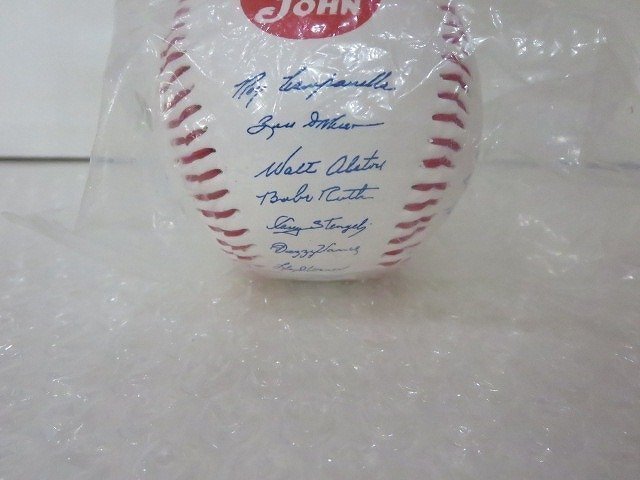 JOHN
Roy Campanella
Walt Alston
Babe Ruth
Casey Stengel
Dazzy Vance